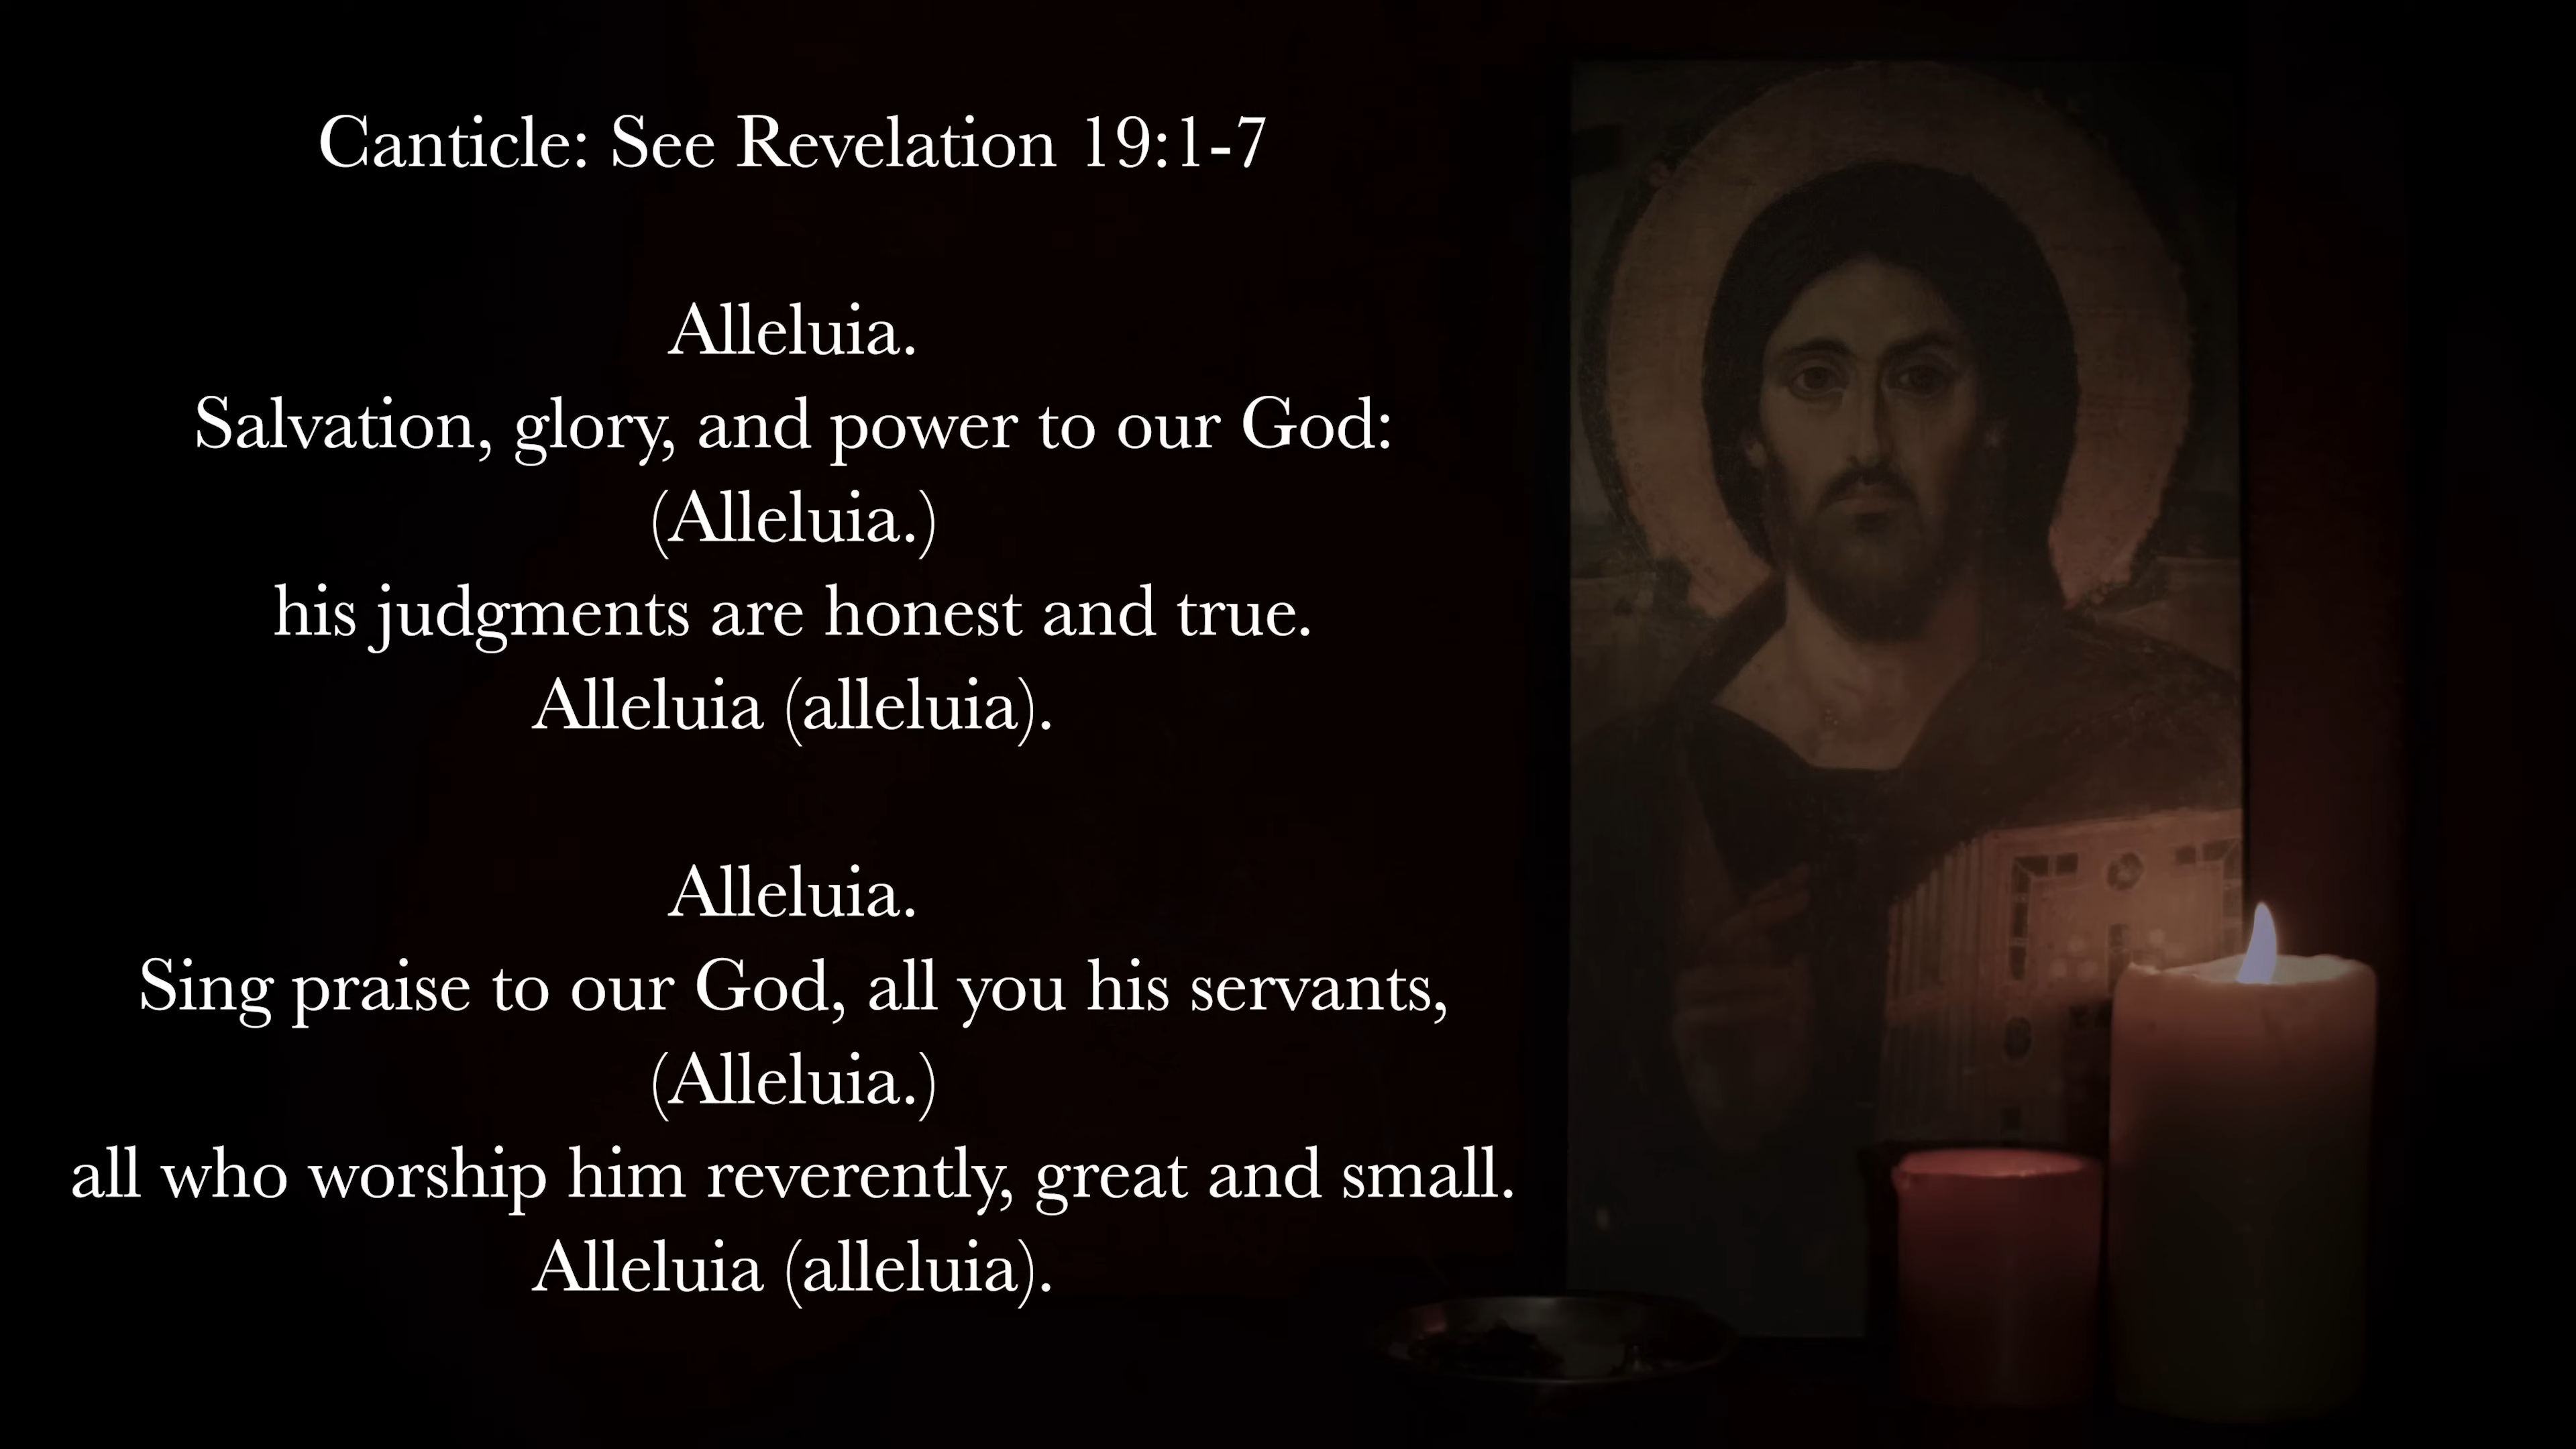 Canticle: See Revelation 19:1-7
Alleluia.
Salvation, glory, and power to our God:
(Alleluia.)
his judgments are honest and true.
Alleluia (alleluia).
Alleluia.
Sing praise to our God, all you his servants,
(Alleluia.)
all who worship him reverently, great and small.
Alleluia (alleluia).